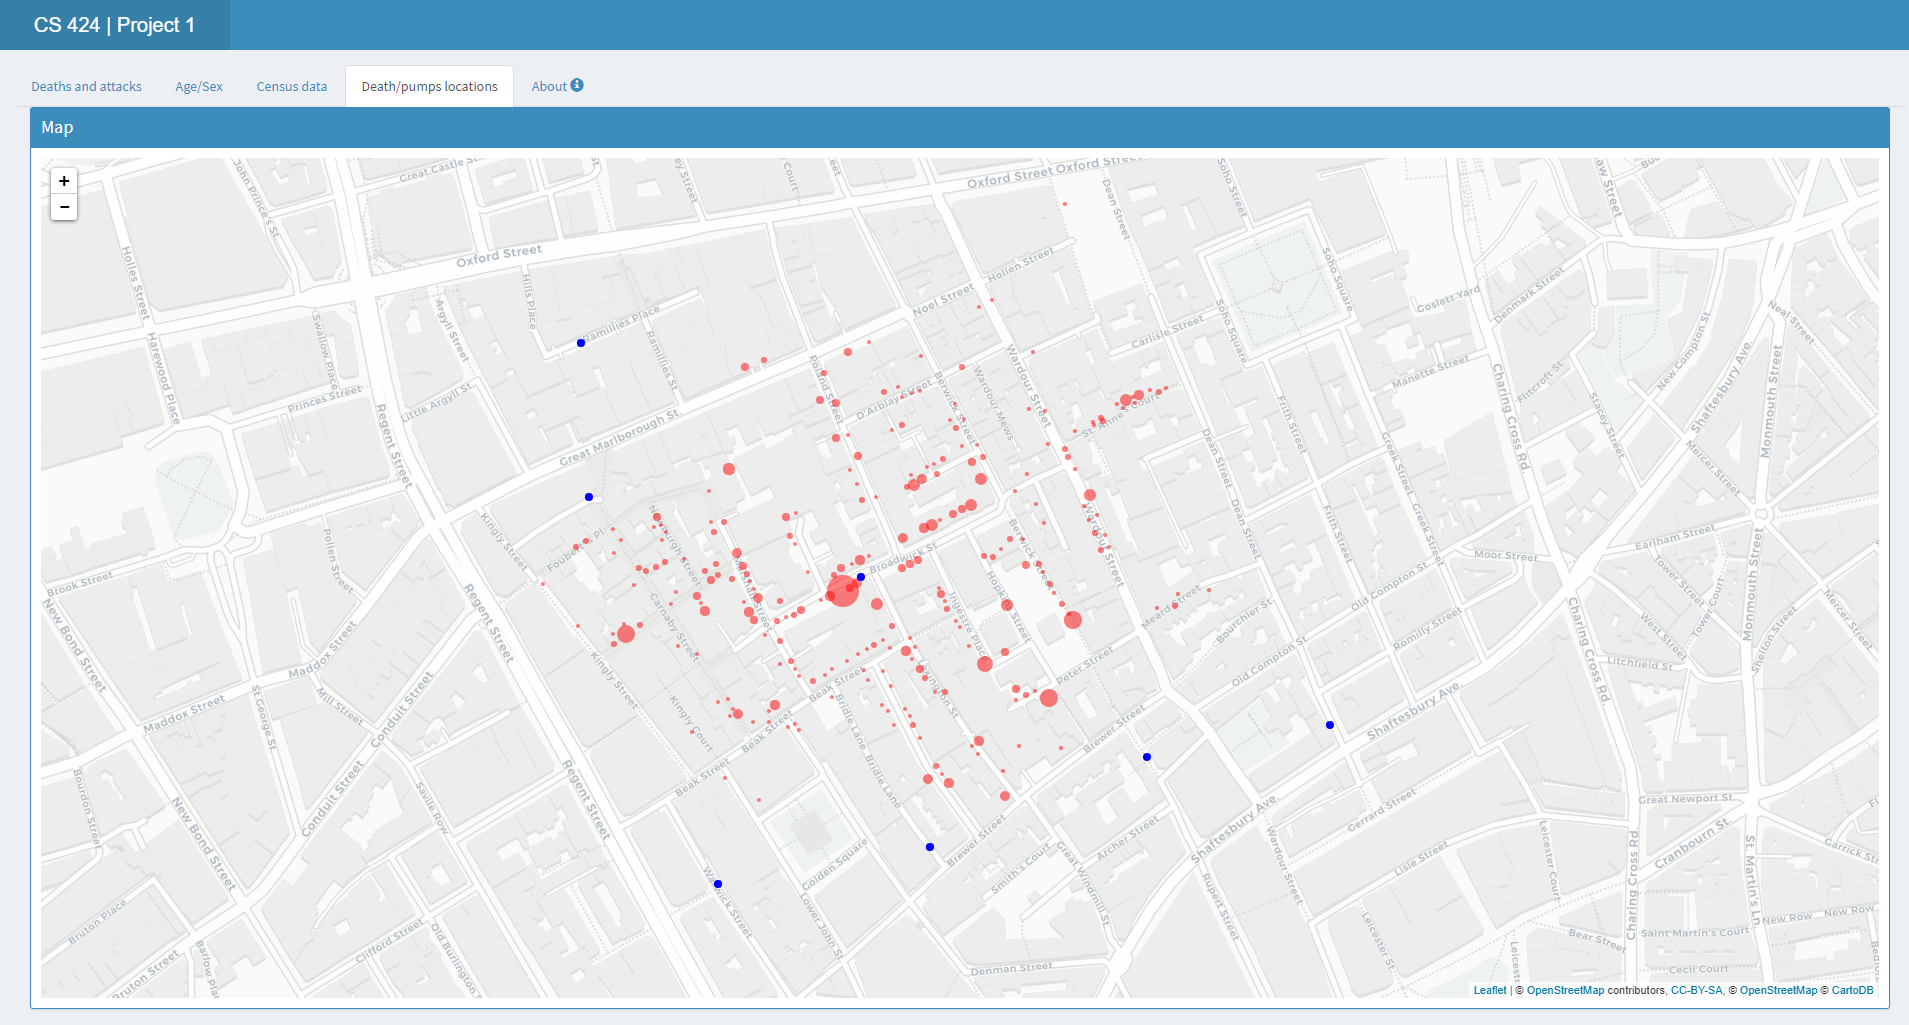 CS 424 | Project 1
Deaths and attacks
Age/Sex
Census data
Death/pumps locations
About
Map
+
−
Great Castle St
John Prince's St.
Court
Oxford Street
Oxford Street
Dean Street
Soho Street
Holles Street
Oxford Street
Hills Place
Hollen Street
Soho Square
Goslett Yard
Denmark Street
Argyll Street
Ramillies Place
Noel Street
Neal Street
Harewood Place
Swallow Place
Ramillies St.
Carlisle Street
Soho Square
New Compton St.
Princes Street
Little Argyll St.
Regent Street
Poland Street
D'Arblay Street
Berwick Street
Wardour Mews
Wardour Street
St. Anne's Court
Manette Street
Flitcroft St.
Stacey Street
Shaftesbury Ave.
Monmouth Street
Great Marlborough St.
Charing Cross Rd.
Frith Street
Greek Street
Dean Street
Mercer Street
Kingly Street
Foubert's Pl.
Newburgh Street
Marshall Street
Broadwick St.
Berwick Street
Wardour Street
Dean Street
Frith Street
Moor Street
Earlham Street
Tower Street
Brook Street
Pollen Street
Regent Street
Carnaby Street
Ingestre Place
Hopkins Street
Meard Street
Bourchier St.
Old Compton St.
Romilly Street
West Street
Tower Court
Monmouth Street
Shelton Street
Mercer Street
New Bond Street
Maddox Street
Kingly Street
Beak Street
Lexington St.
Peter Street
Old Compton St.
Charing Cross Rd.
Litchfield St.
Maddox Street
St. George St.
Mill Street
Conduit Street
Kingly Court
Beak Street
Bridle Lane
Brewer Street
Shaftesbury Ave.
Bourdon Place
New Bond Street
Conduit Street
Savile Row
Regent Street
Beak Street
Bridle Lane
Golden Square
Brewer Street
Smith's Court
Archer Street
Great Windmill St.
Shaftesbury Ave.
Wardour Street
Gerrard Street
Lisle Street
Great Newport St.
Leicester Court
Cranbourn St.
Garrick St
Bruton Place
Clifford Street
Old Burlington St.
Warwick Street
Lower John St.
Rupert Street
Leicester St.
Bear Street
Charing Cross Rd.
St. Martin's Ln.
New Row
New Row
Saint Martin's Court
Cecil Court
Bruton Street
Barlow Pla
Denman Street
Leaflet | © OpenStreetMap contributors, CC-BY-SA, © OpenStreetMap © CartoDB